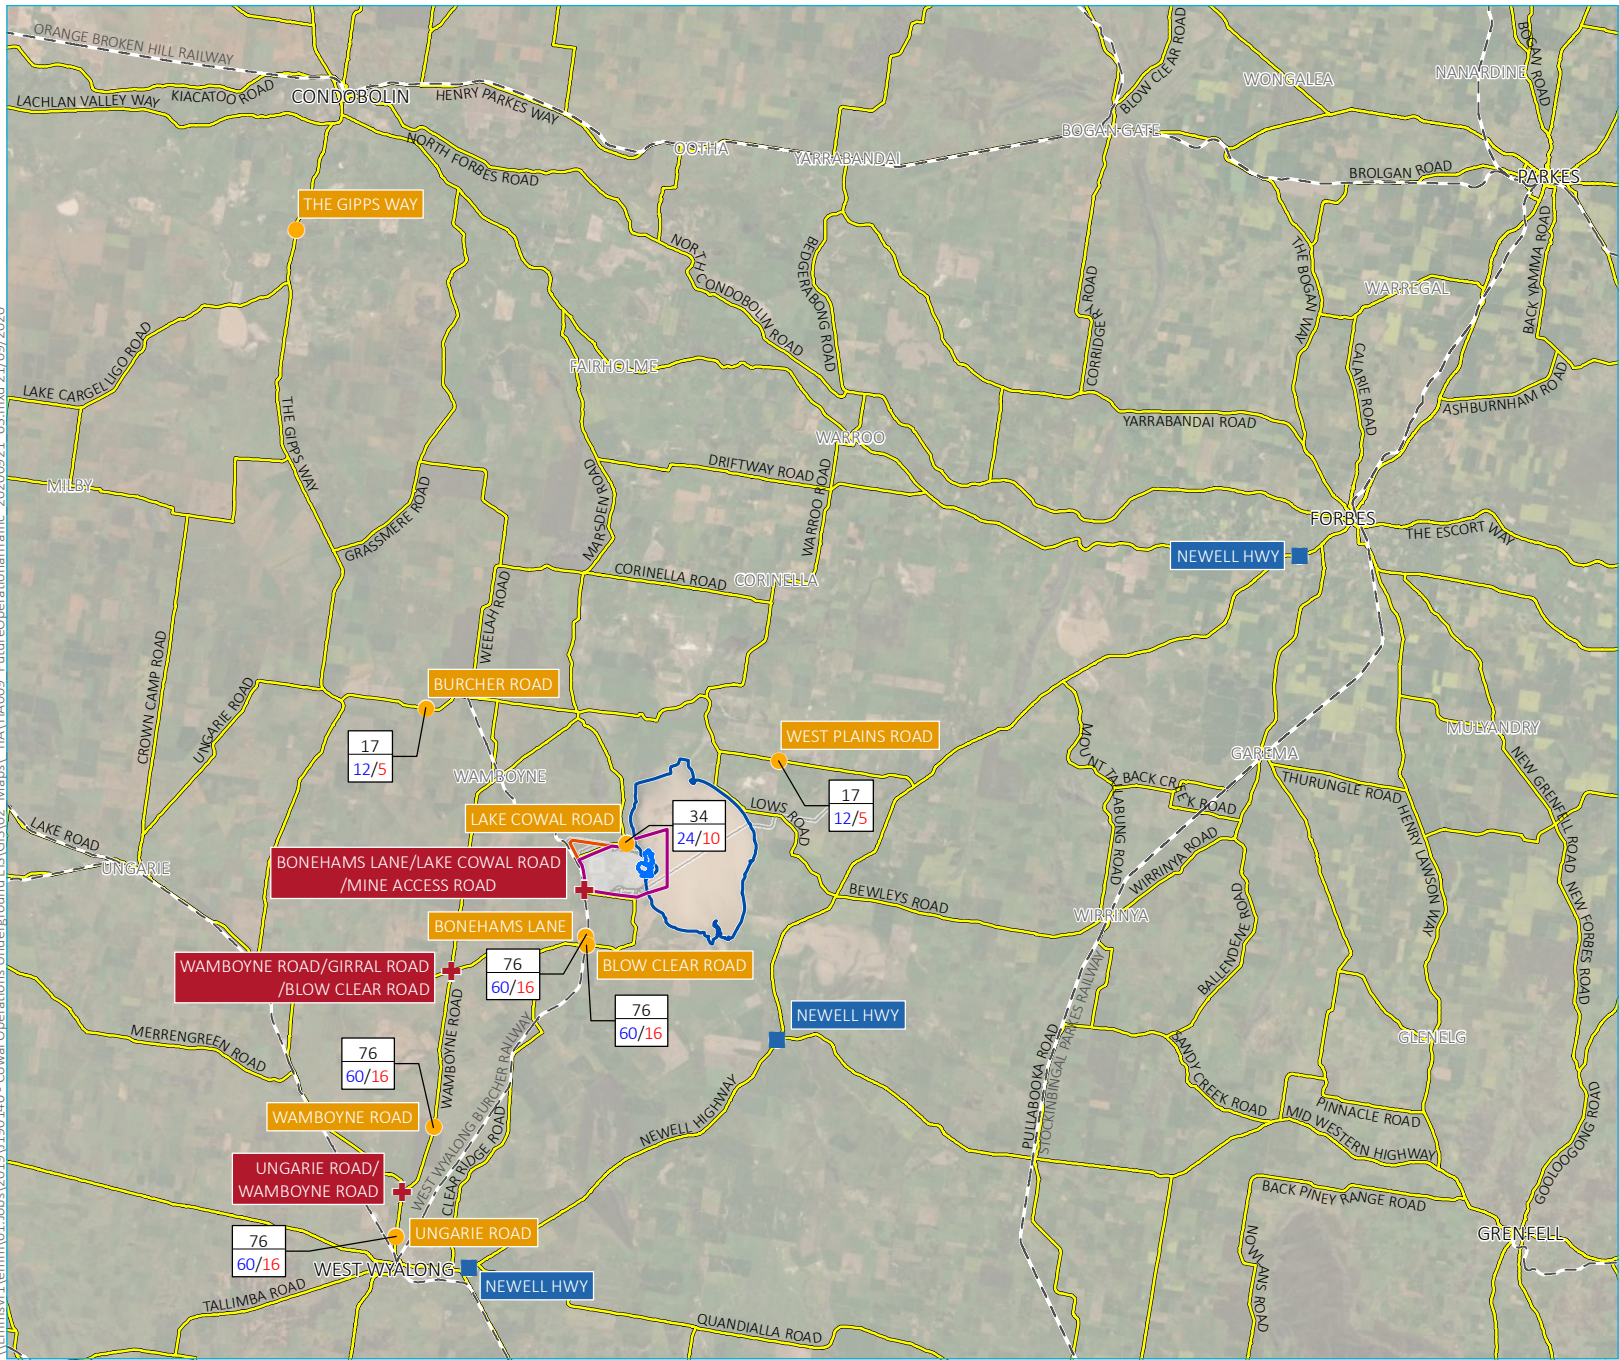 ORANGE BROKEN HILL RAILWAY
LACHLAN VALLEY WAY
KIACATOO ROAD
CONDOBOLIN
HENRY PARKES WAY
NORTH FORBES ROAD
OOTHA
YARRABANDAI
BOGAN GATE
BLOW CLEAR ROAD
WONGALEA
NANARDINE
BOGAN ROAD
BROLGAN ROAD
PARKES
THE GIPPS WAY
NORTH CONDOBOLIN ROAD
BEDGERABONG ROAD
CORRIDGERY ROAD
THE BOGAN WAY
WARREGAL
BACK YAMMA ROAD
LAKE CARGELLIGO ROAD
THE GIPPS WAY
FAIRHOLME
CALARIE ROAD
ASHBURNHAM ROAD
WARROO
YARRABANDAI ROAD
MILBY
GRASSMERE ROAD
MARSDEN ROAD
DRIFTWAY ROAD
WARROO ROAD
FORBES
THE ESCORT WAY
NEWELL HWY
CORINELLA ROAD
CORINELLA
WEELAH ROAD
CROWN CAMP ROAD
UNGARIE ROAD
BURCHER ROAD
17
12/5
WAMBOYNE
WEST PLAINS ROAD
17
12/5
MOUNT TALLABUNG ROAD
BACK CREEK ROAD
GAREMA
MULYANDRY
THURUNGLE ROAD
NEW GRENFELL ROAD
HENRY LAWSON WAY
LAKE ROAD
UNGARIE
LAKE COWAL ROAD
34
24/10
LOWS ROAD
BONEHAMS LANE/LAKE COWAL ROAD
/MINE ACCESS ROAD
BEWLEYS ROAD
WIRRINYA ROAD
WIRRINYA
BALLENDENE ROAD
NEW FORBES ROAD
BONEHAMS LANE
76
60/16
BLOW CLEAR ROAD
76
60/16
WAMBOYNE ROAD/GIRRAL ROAD
/BLOW CLEAR ROAD
NEWELL HWY
MERRENGREEN ROAD
WAMBOYNE ROAD
76
60/16
WAMBOYNE ROAD
WEST WYALONG BURCHER RAILWAY
CLEAR RIDGE ROAD
NEWELL HIGHWAY
PULLABOOKA ROAD
STOCKINBINGAL PARKES RAILWAY
SANDY CREEK ROAD
GLENELG
PINNACLE ROAD
MID WESTERN HIGHWAY
GOOLOOGONG ROAD
UNGARIE ROAD/
WAMBOYNE ROAD
BACK PINEY RANGE ROAD
76
60/16
UNGARIE ROAD
GRENFELL
NOWLANS ROAD
WEST WYALONG
NEWELL HWY
TALLIMBA ROAD
QUANDIALLA ROAD